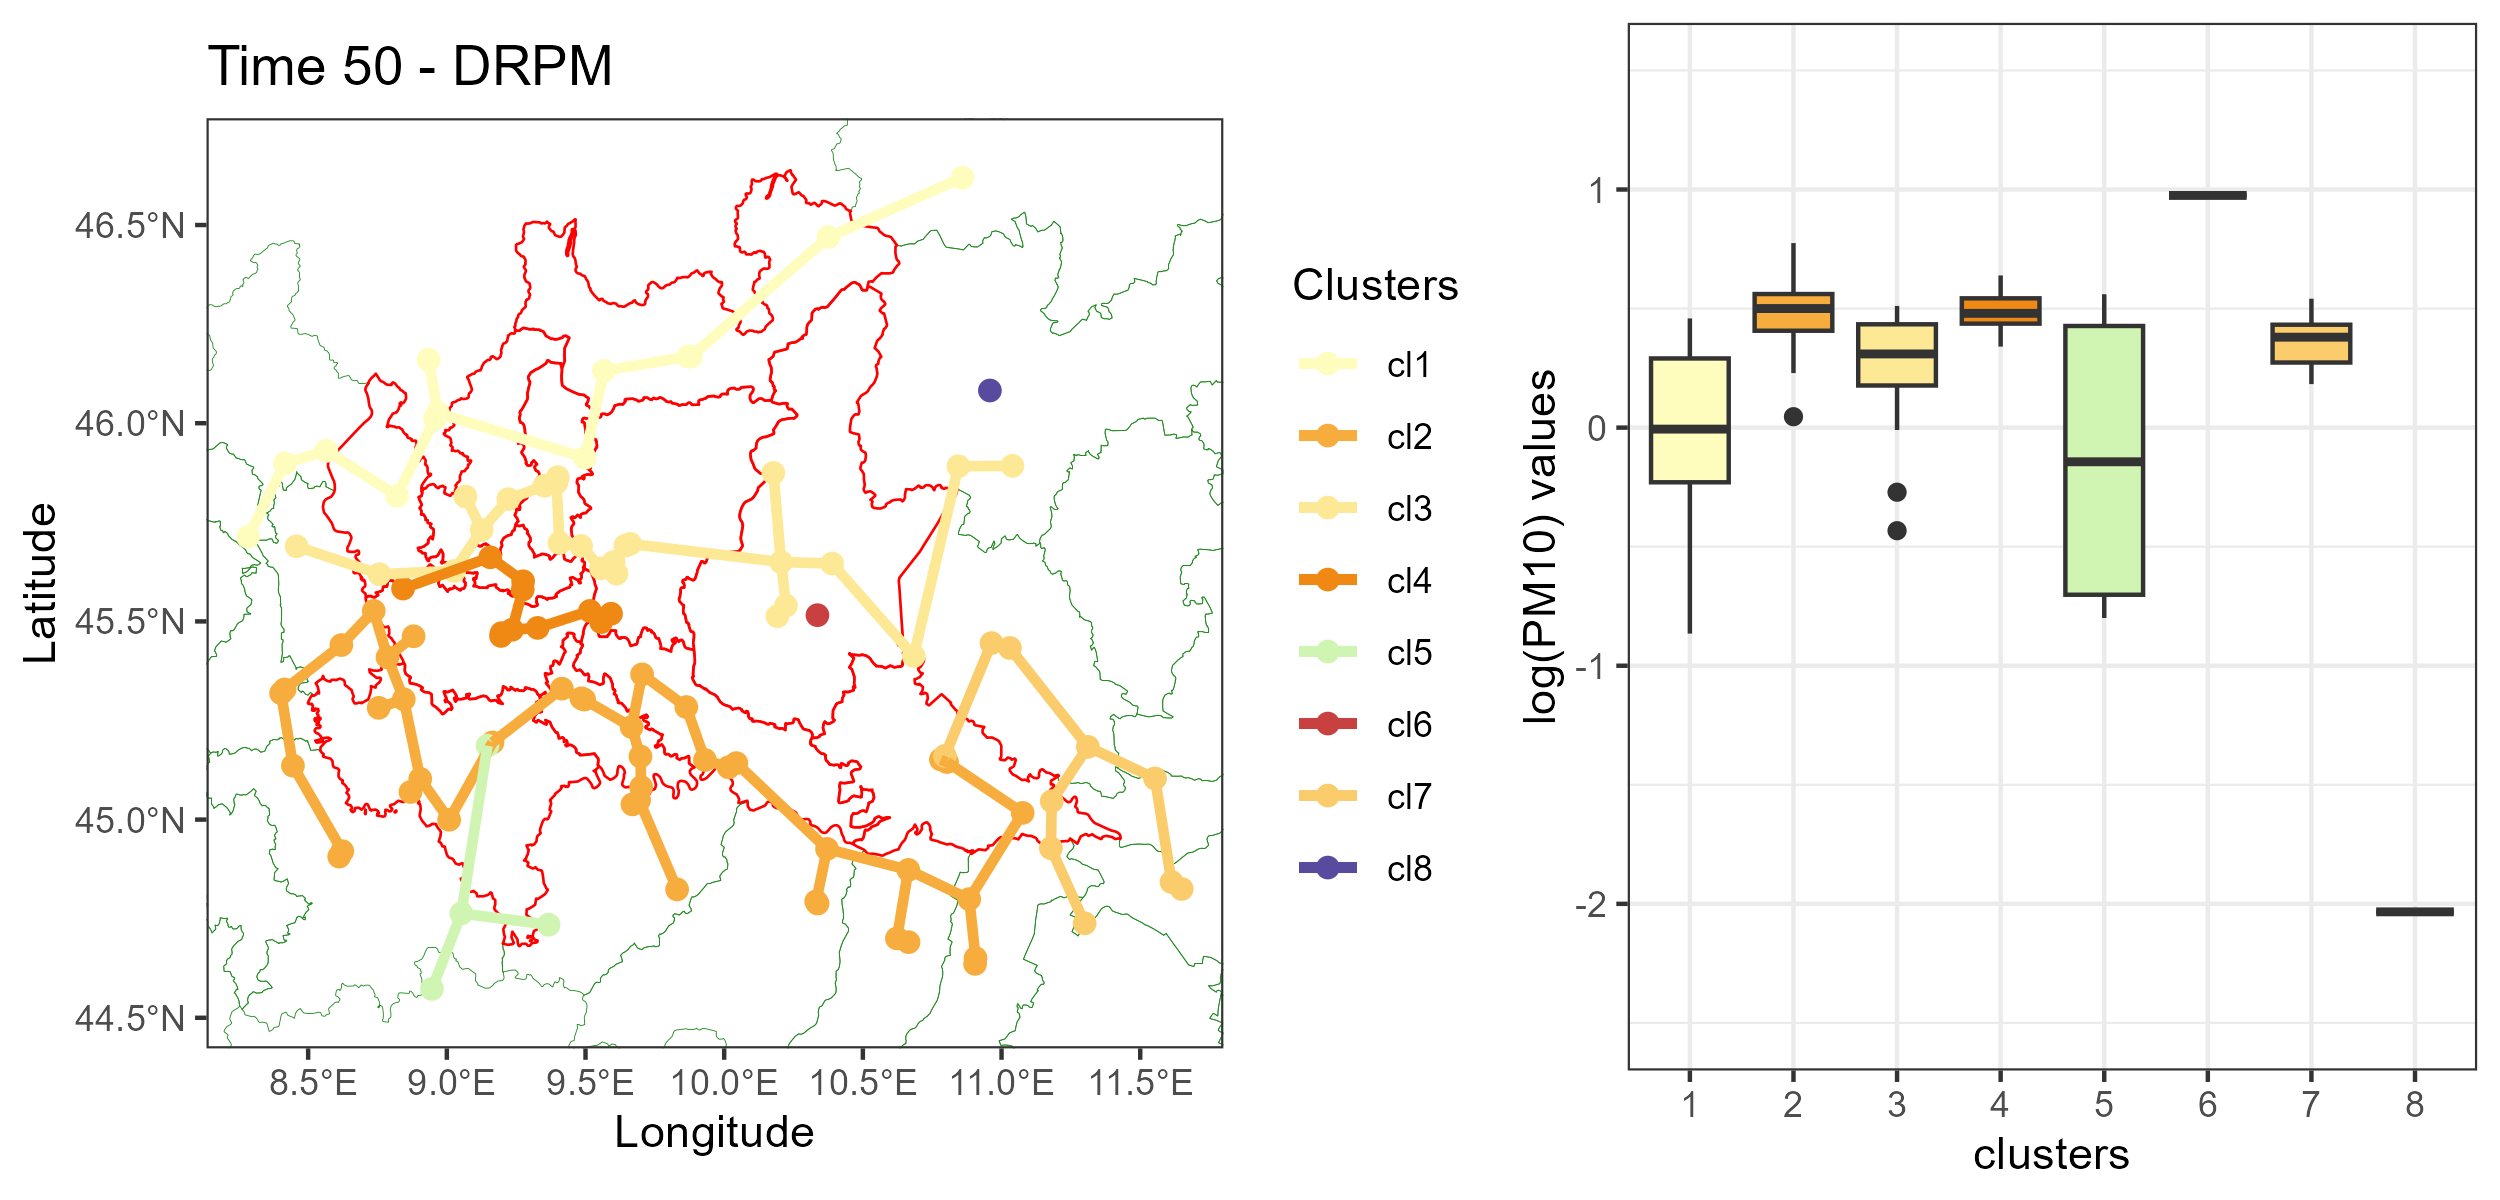 Time 50 - DRPM
46.5°N
46.0°N
45.5°N
45.0°N
44.5°N
Latitude
8.5°E
9.0°E
9.5°E
10.0°E
10.5°E
11.0°E
11.5°E
Longitude
Clusters
cl1
cl2
cl3
cl4
cl5
cl6
cl7
cl8
log(PM10) values
1
0
-1
-2
1
2
3
4
5
6
7
8
clusters